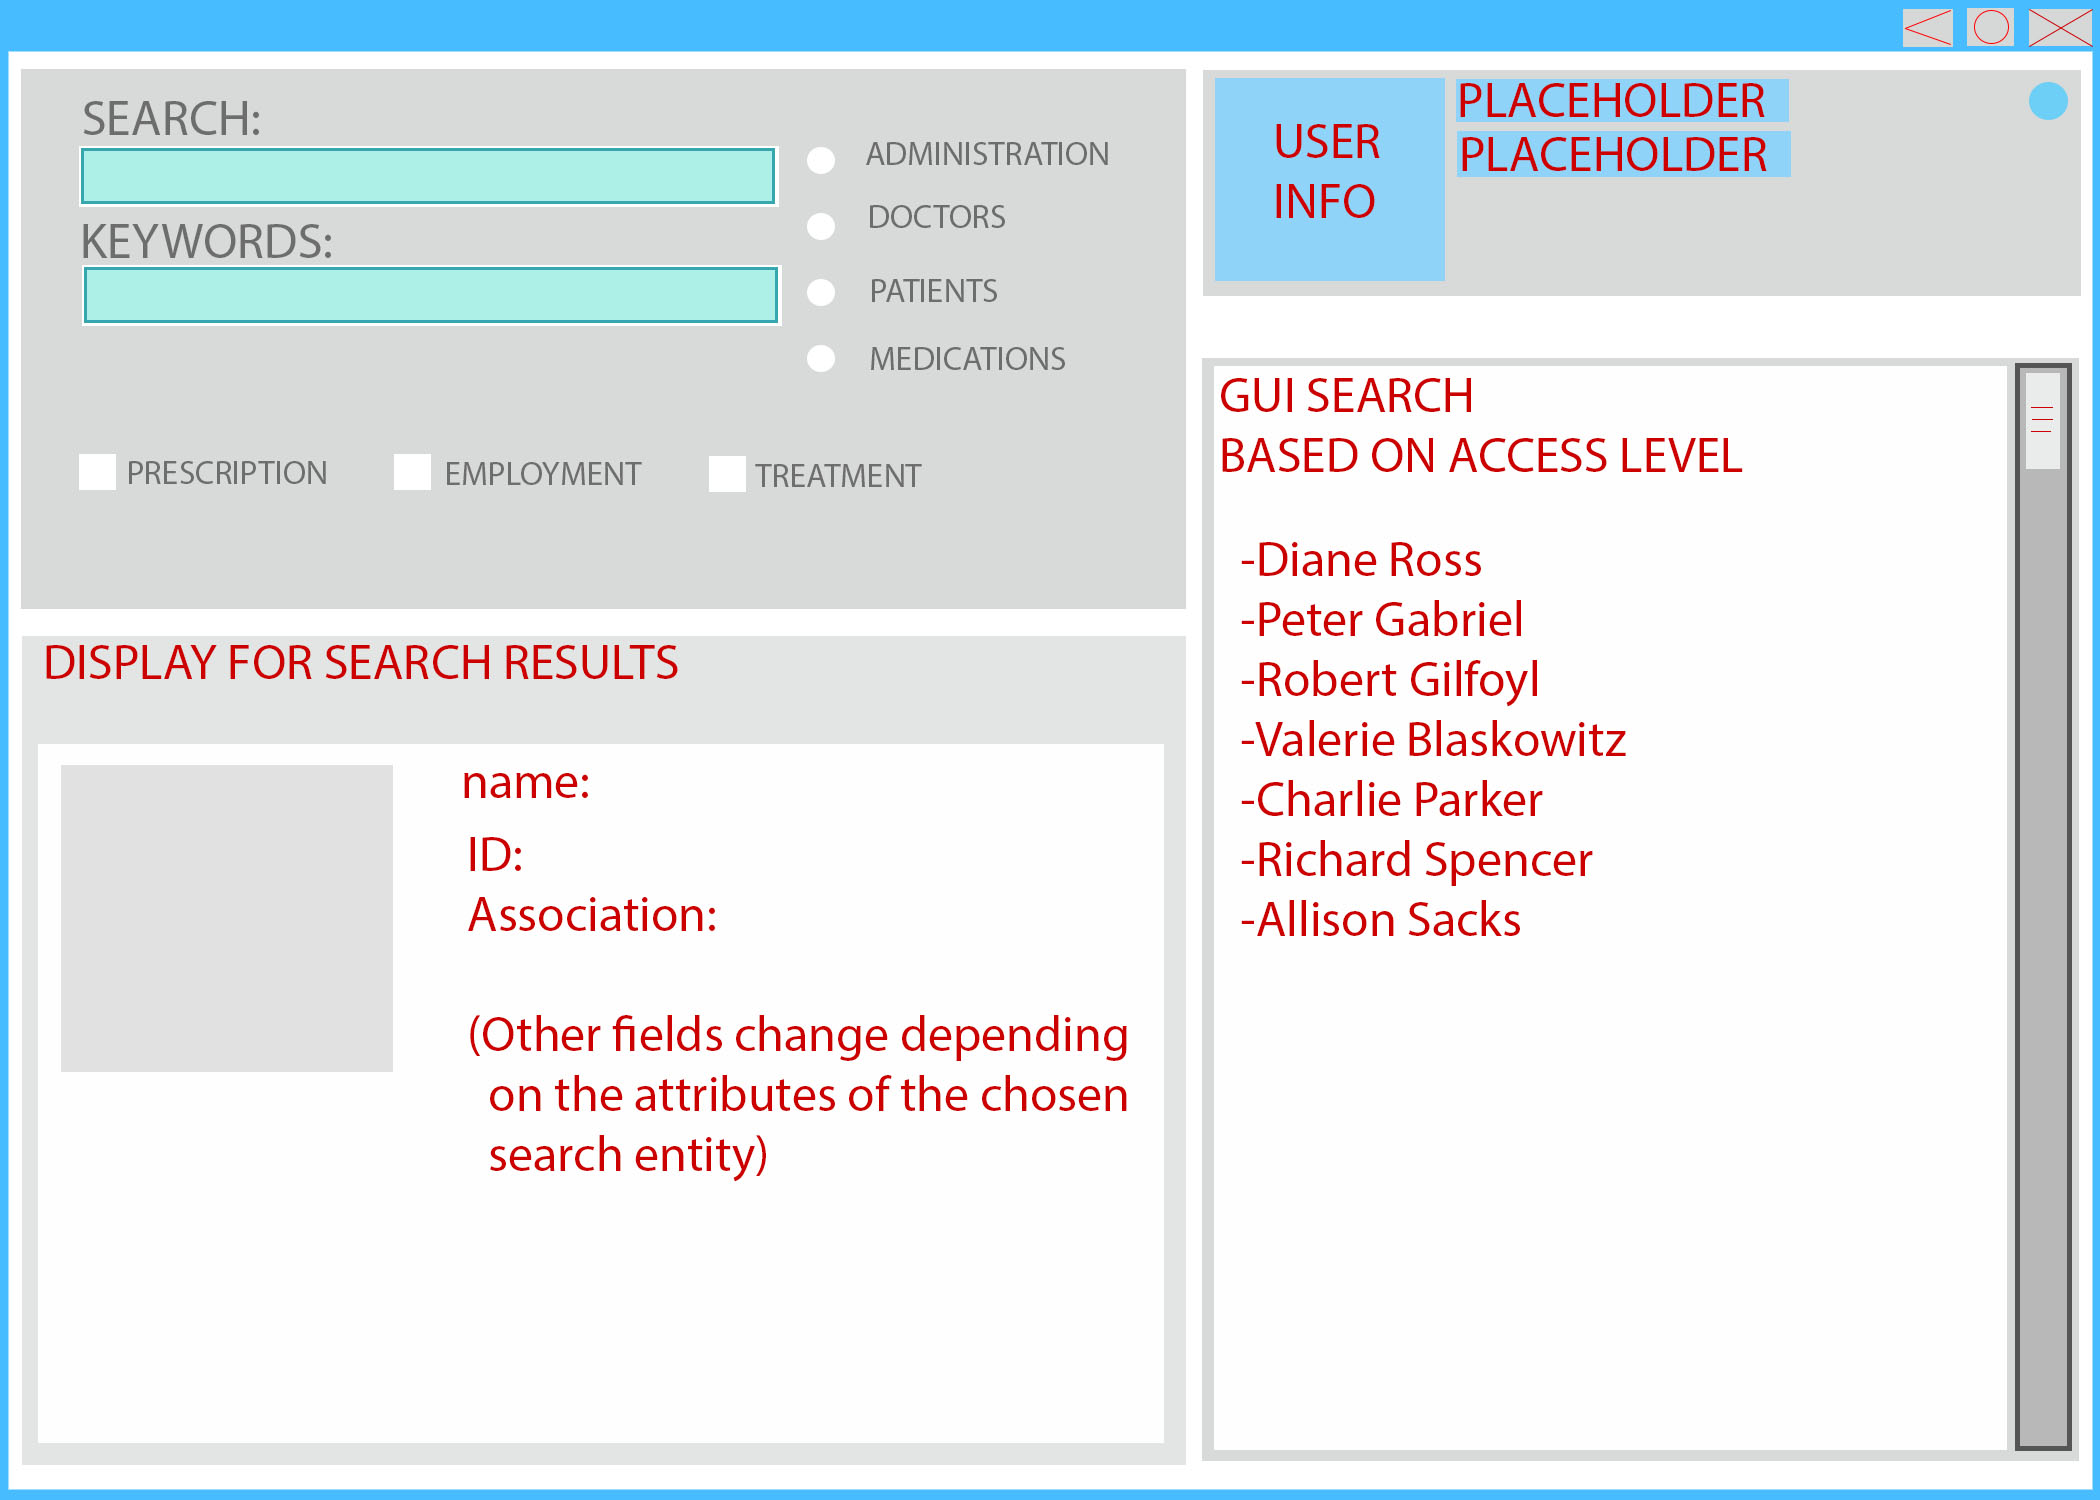 SEARCH:
KEYWORDS:
ADMINISTRATION
DOCTORS
PATIENTS
MEDICATIONS
PRESCRIPTION
EMPLOYMENT
TREATMENT
USER
INFO
PLACEHOLDER
PLACEHOLDER
DISPLAY FOR SEARCH RESULTS
name:
ID:
Association:
(Other fields change depending
on the attributes of the chosen
search entity)
GUI SEARCH
BASED ON ACCESS LEVEL
-Diane Ross
-Peter Gabriel
-Robert Gilfoyl
-Valerie Blaskowitz
-Charlie Parker
-Richard Spencer
-Allison Sacks